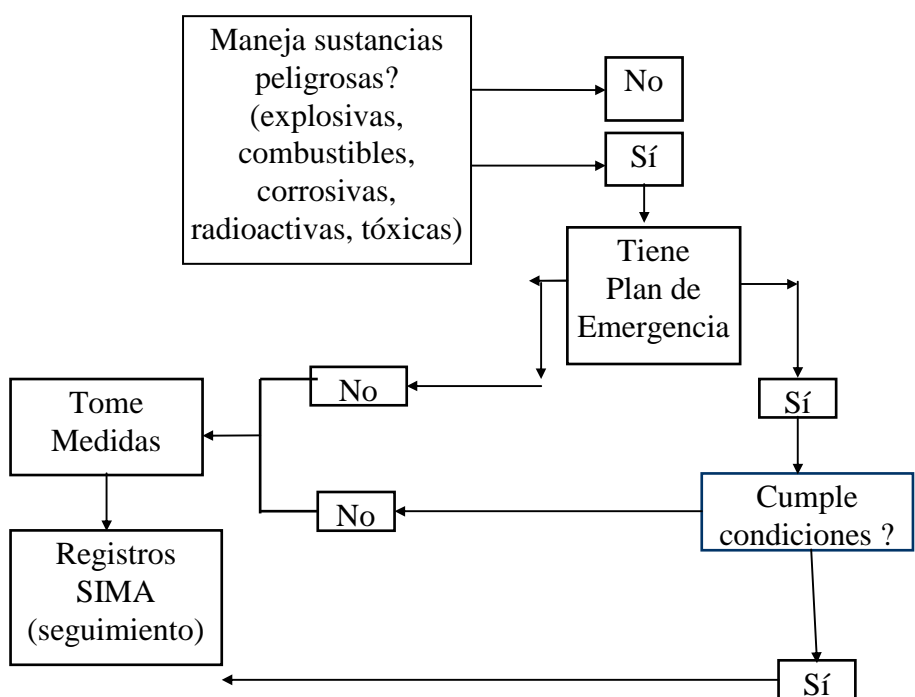 Maneja sustancias
peligrosas?
(explosivas,
combustibles,
corrosivas,
radioactivas, tóxicas)
No
Sí
Tiene
Plan de
Emergencia
No
Sí
Tome
Medidas
No
Cumple
condiciones ?
Registros
SIMA
(seguimiento)
Sí